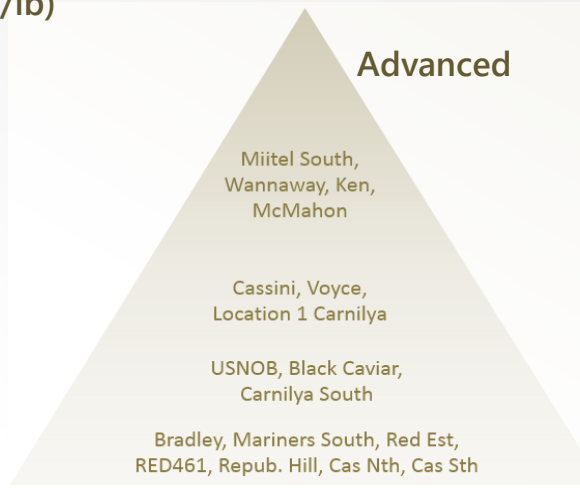 /lb)
Advanced
Miitel South,
Wannaway, Ken,
McMahon
Cassini, Voyce,
Location 1 Carnilya
USNOB, Black Caviar,
Carnilya South
Bradley, Mariners South, Red Est,
RED461, Repub. Hill, Cas Nth, Cas Sth